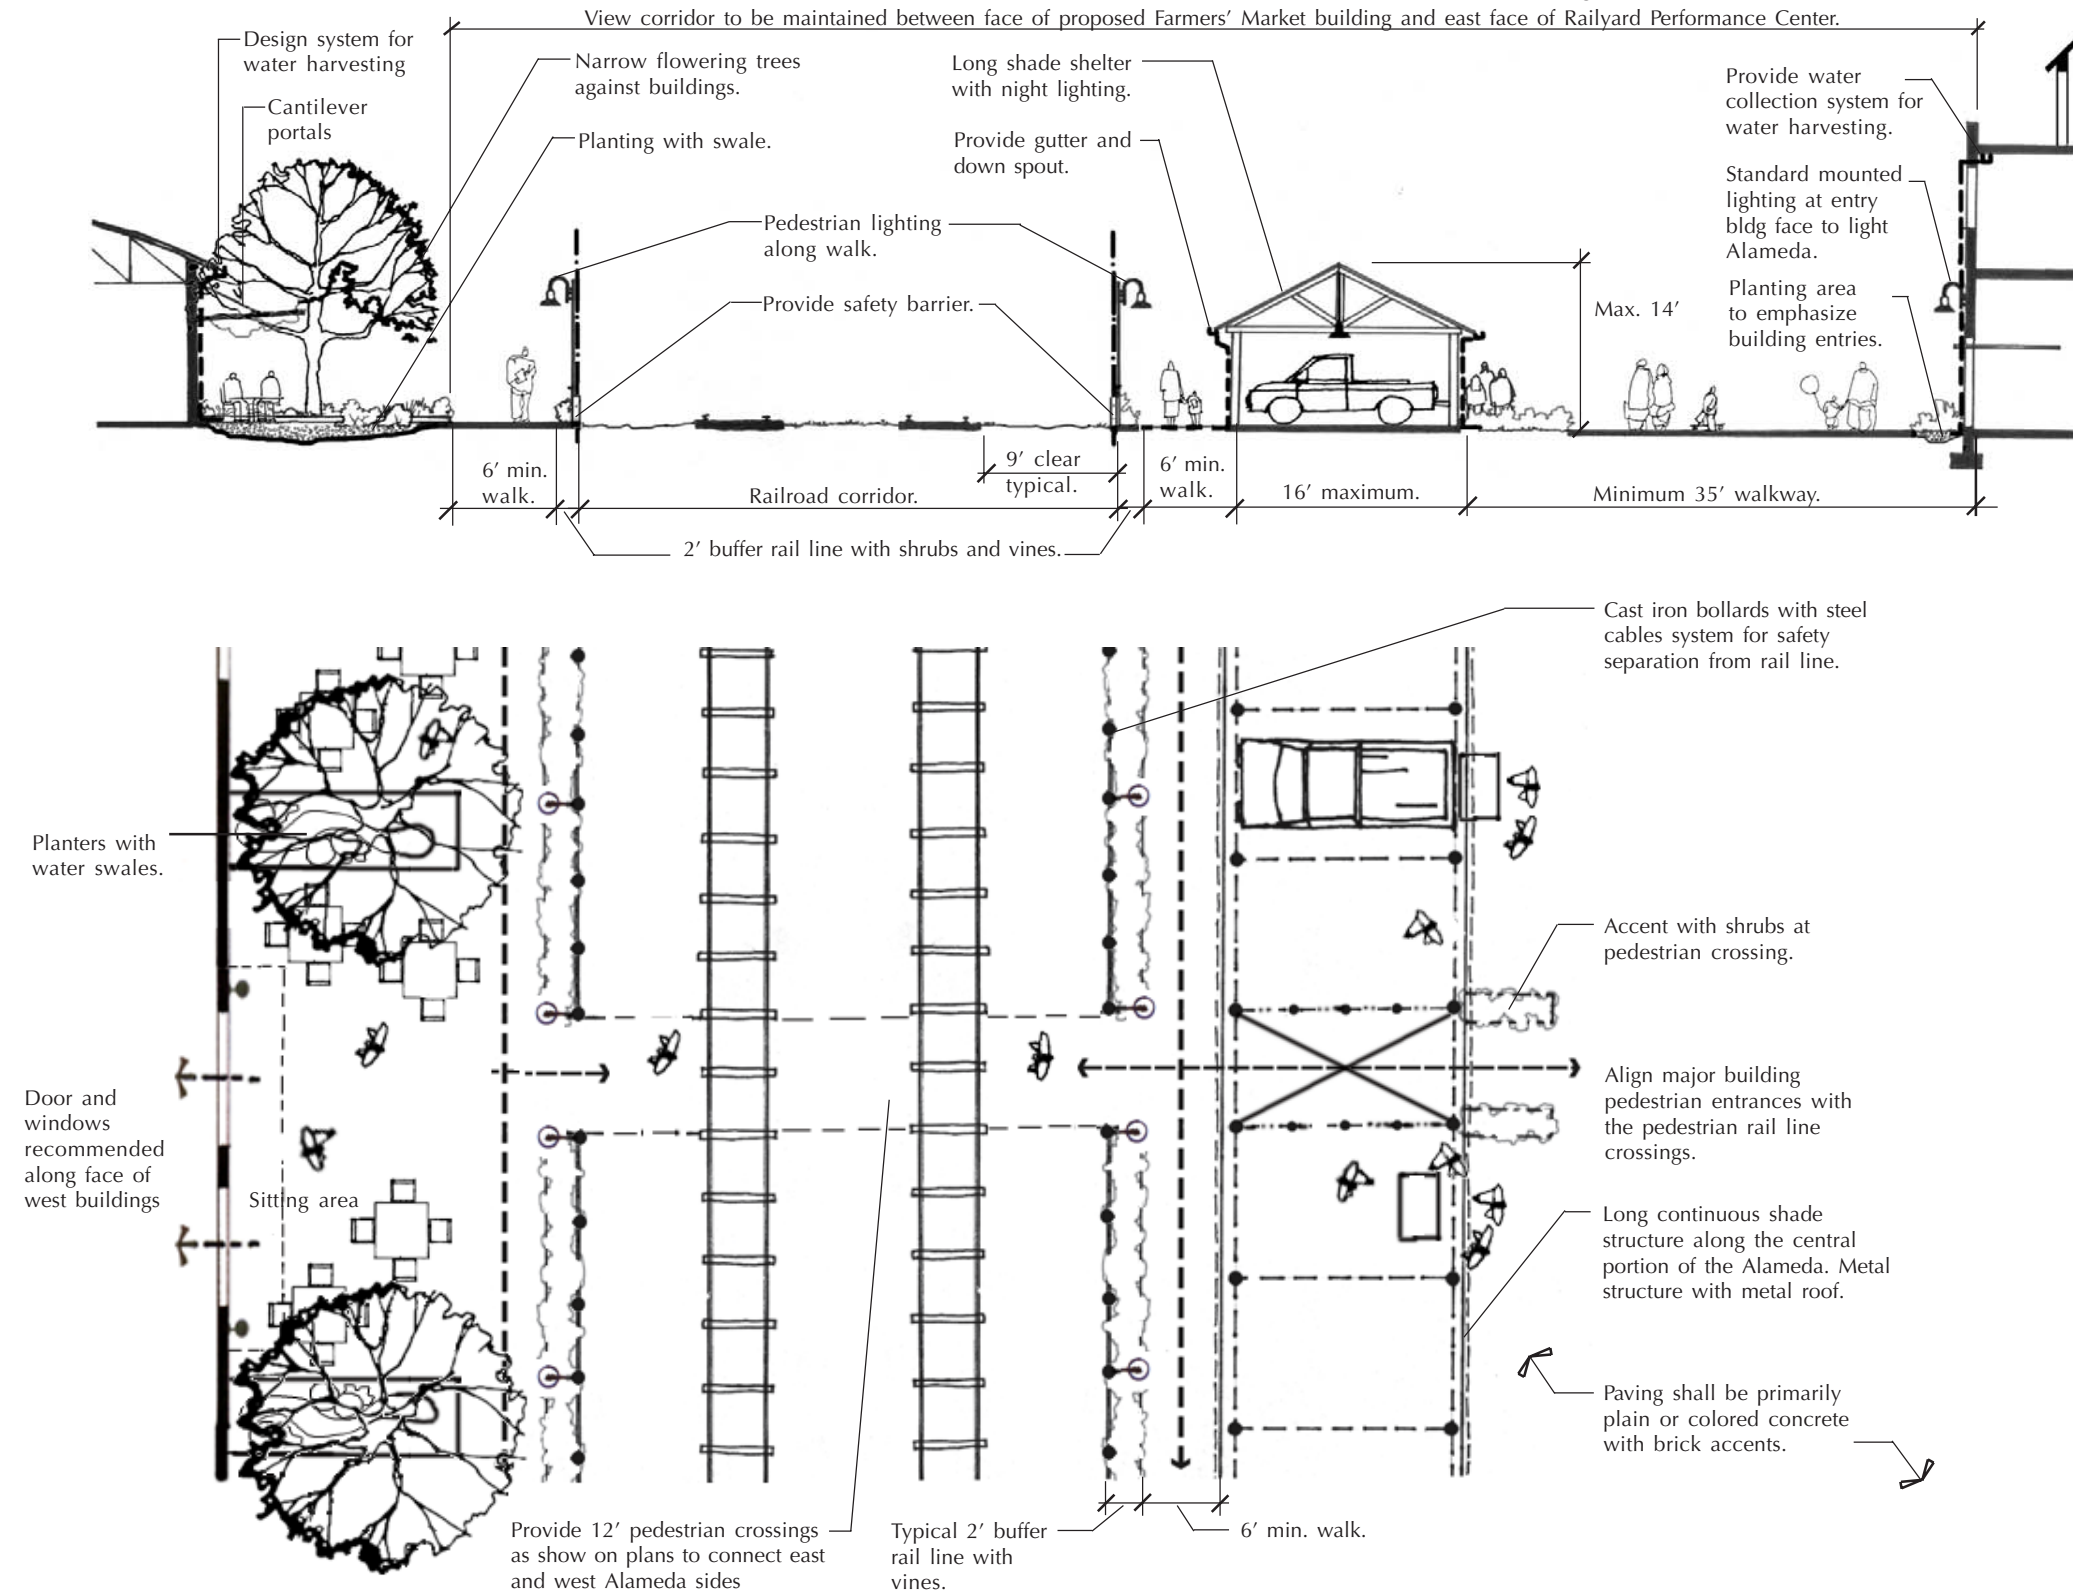 View corridor to be maintained between face of proposed Farmers’ Market building and east face of Railyard Performance Center.
Design system for
water harvesting
Cantilever
portals
Narrow flowering trees
against buildings.
Planting with swale.
Pedestrian lighting
along walk.
Provide safety barrier.
Long shade shelter
with night lighting.
Provide gutter and
down spout.
Max. 14’
Provide water
collection system for
water harvesting.
Standard mounted
lighting at entry
bldg face to light
Alameda.
Planting area
to emphasize
building entries.
6’ min.
walk.
Railroad corridor.
9’ clear
typical.
6’ min.
walk.
16’ maximum.
Minimum 35’ walkway.
2’ buffer rail line with shrubs and vines.
Cast iron bollards with steel
cables system for safety
separation from rail line.
Planters with
water swales.
Accent with shrubs at
pedestrian crossing.
Door and
windows
recommended
along face of
west buildings
Sitting area
Align major building
pedestrian entrances with
the pedestrian rail line
crossings.
Long continuous shade
structure along the central
portion of the Alameda. Metal
structure with metal roof.
Paving shall be primarily
plain or colored concrete
with brick accents.
Provide 12’ pedestrian crossings
as show on plans to connect east
and west Alameda sides
Typical 2’ buffer
rail line with
vines.
6’ min. walk.